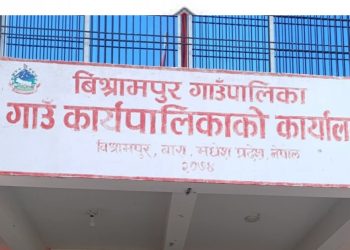 बिश्रामपुर गाउँपालिका
गाउँ कार्यपालिकाको कार्याल
बिश्रामपुर, बारा, मधेश प्रदेश, नेपाल
२०७४